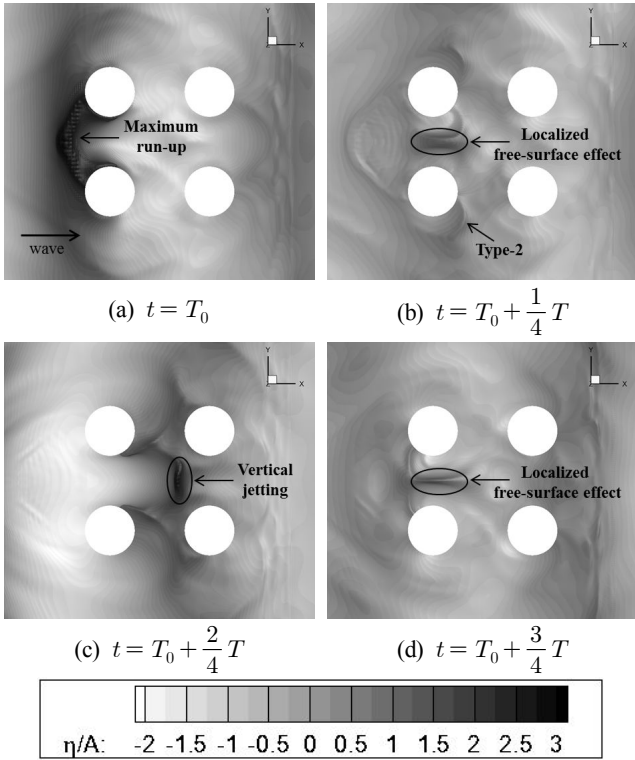 Y
Z X
Maximum
run-up
wave
(a) t = T₀
Y
Z X
Localized
free-surface effect
Type-2
(b) t = T₀ + 1/4 T
Y
Z X
Vertical
jetting
(c) t = T₀ + 2/4 T
Y
Z X
Localized
free-surface effect
(d) t = T₀ + 3/4 T
η/A: -2 -1.5 -1 -0.5 0 0.5 1 1.5 2 2.5 3